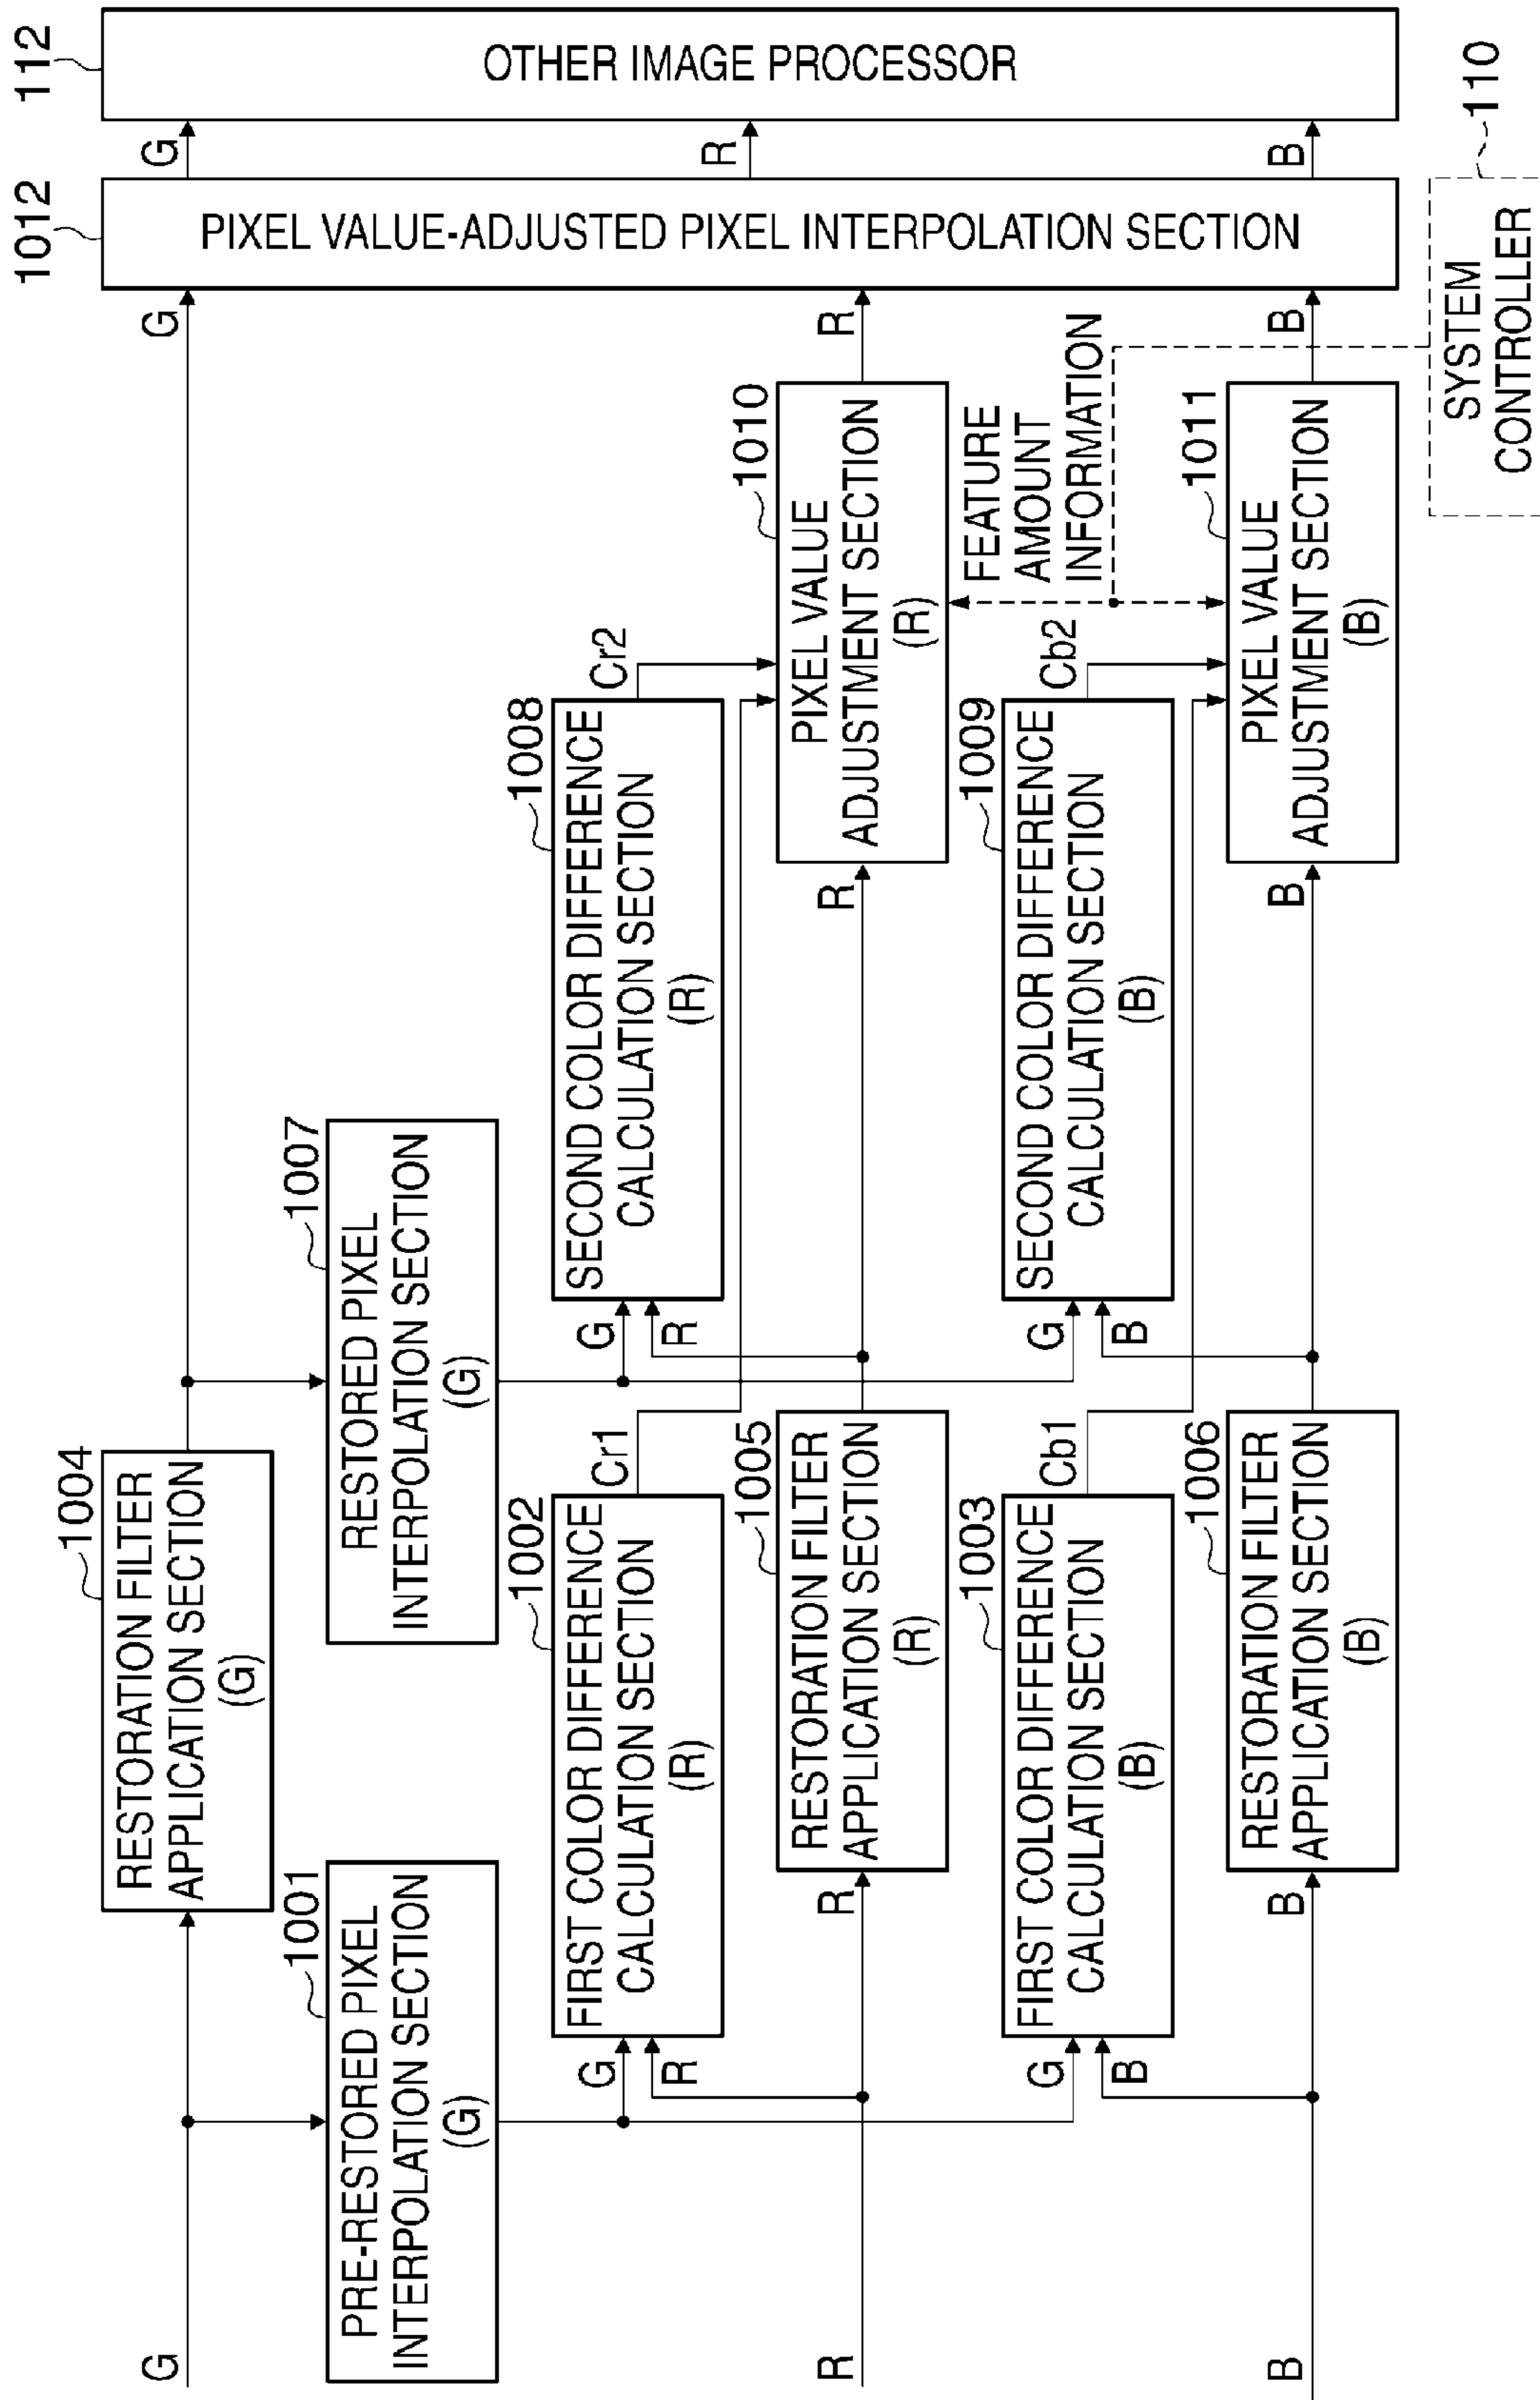 G
1004
RESTORATION FILTER
APPLICATION SECTION
(G)
G
1012
PIXEL VALUE-ADJUSTED PIXEL INTERPOLATION SECTION
G
R
B
112
OTHER IMAGE PROCESSOR
1001
PRE-RESTORED PIXEL
INTERPOLATION SECTION
(G)
1007
RESTORED PIXEL
INTERPOLATION SECTION
(G)
G
R
1002
FIRST COLOR DIFFERENCE
CALCULATION SECTION
(R)
Cr1
G
R
1008
SECOND COLOR DIFFERENCE
CALCULATION SECTION
(R)
Cr2
R
R
1005
RESTORATION FILTER
APPLICATION SECTION
(R)
R
1010
PIXEL VALUE
ADJUSTMENT SECTION
(R)
R
FEATURE
AMOUNT
INFORMATION
G
B
1003
FIRST COLOR DIFFERENCE
CALCULATION SECTION
(B)
Cb1
G
B
1009
SECOND COLOR DIFFERENCE
CALCULATION SECTION
(B)
Cb2
B
B
1006
RESTORATION FILTER
APPLICATION SECTION
(B)
B
1011
PIXEL VALUE
ADJUSTMENT SECTION
(B)
B
SYSTEM
CONTROLLER
110